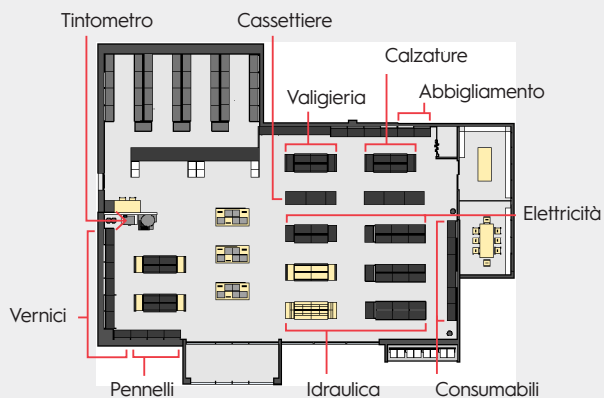 Tintometro
Cassettiere
Calzature
Valigieria
Abbigliamento
Elettricità
Vernici
Pennelli
Idraulica
Consumabili